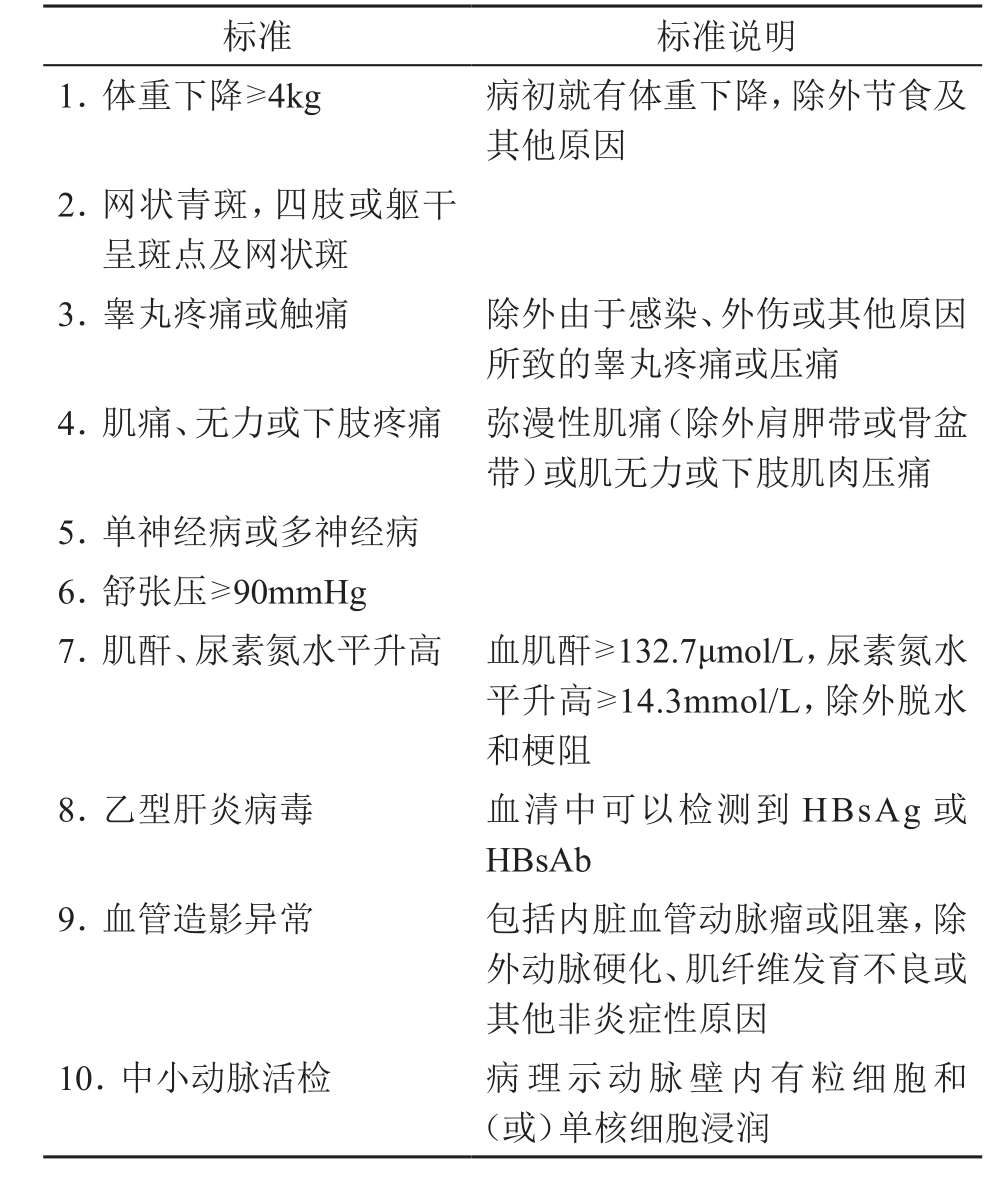 标准 标准说明
1. 体重下降≥4kg 病初就有体重下降，除外节食及
其他原因
2. 网状青斑，四肢或躯干
呈斑点及网状斑
3. 睾丸疼痛或触痛 除外由于感染、外伤或其他原因
所致的睾丸疼痛或压痛
4. 肌痛、无力或下肢疼痛 弥漫性肌痛（除外肩胛带或骨盆
带）或肌无力或下肢肌肉压痛
5. 单神经病或多神经病
6. 舒张压≥90mmHg
7. 肌酐、尿素氮水平升高 血肌酐≥132.7μmol/L，尿素氮水
平升高≥14.3mmol/L，除外脱水
和梗阻
8. 乙型肝炎病毒 血清中可以检测到 HBsAg 或
HBsAb
9. 血管造影异常 包括内脏血管动脉瘤或阻塞，除
外动脉硬化、肌纤维发育不良或
其他非炎症性原因
10. 中小动脉活检 病理示动脉壁内有粒细胞和
（或）单核细胞浸润